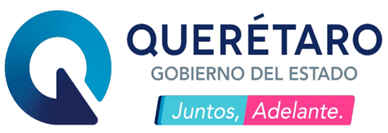 QUERÉTARO
GOBIERNO DEL ESTADO
Juntos, Adelante.